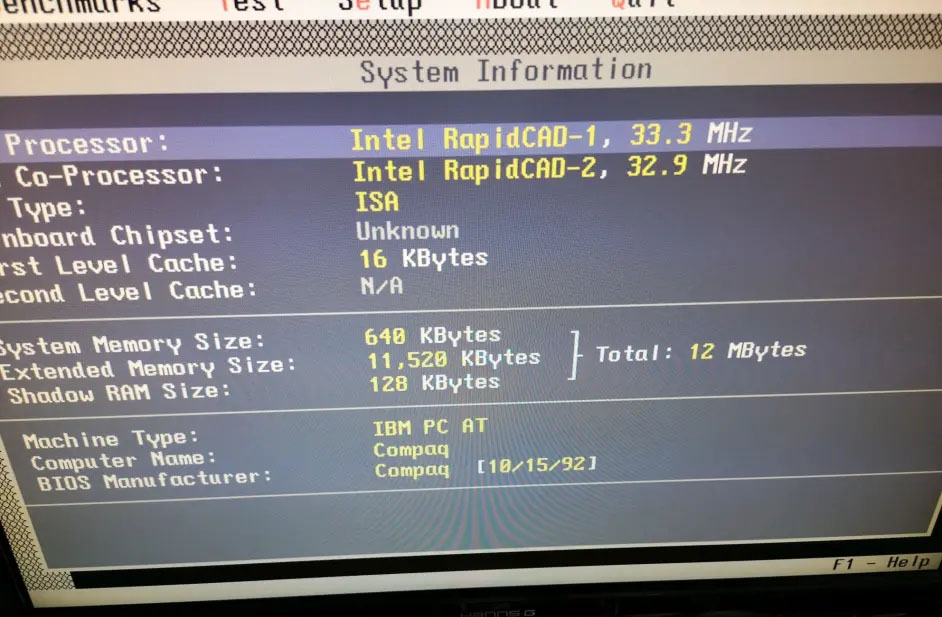 enchmarks Test Setup About Quit
System Information
Processor: Intel RapidCAD-1, 33.3 MHz
Co-Processor: Intel RapidCAD-2, 32.9 MHz
Type: ISA
nboard Chipset: Unknown
rst Level Cache: 16 KBytes
econd Level Cache: N/A
System Memory Size: 640 KBytes
Extended Memory Size: 11,520 KBytes } Total: 12 MBytes
Shadow RAM Size: 128 KBytes
Machine Type: IBM PC AT
Computer Name: Compaq
BIOS Manufacturer: Compaq [10/15/92]
F1 - Help
HANNS G